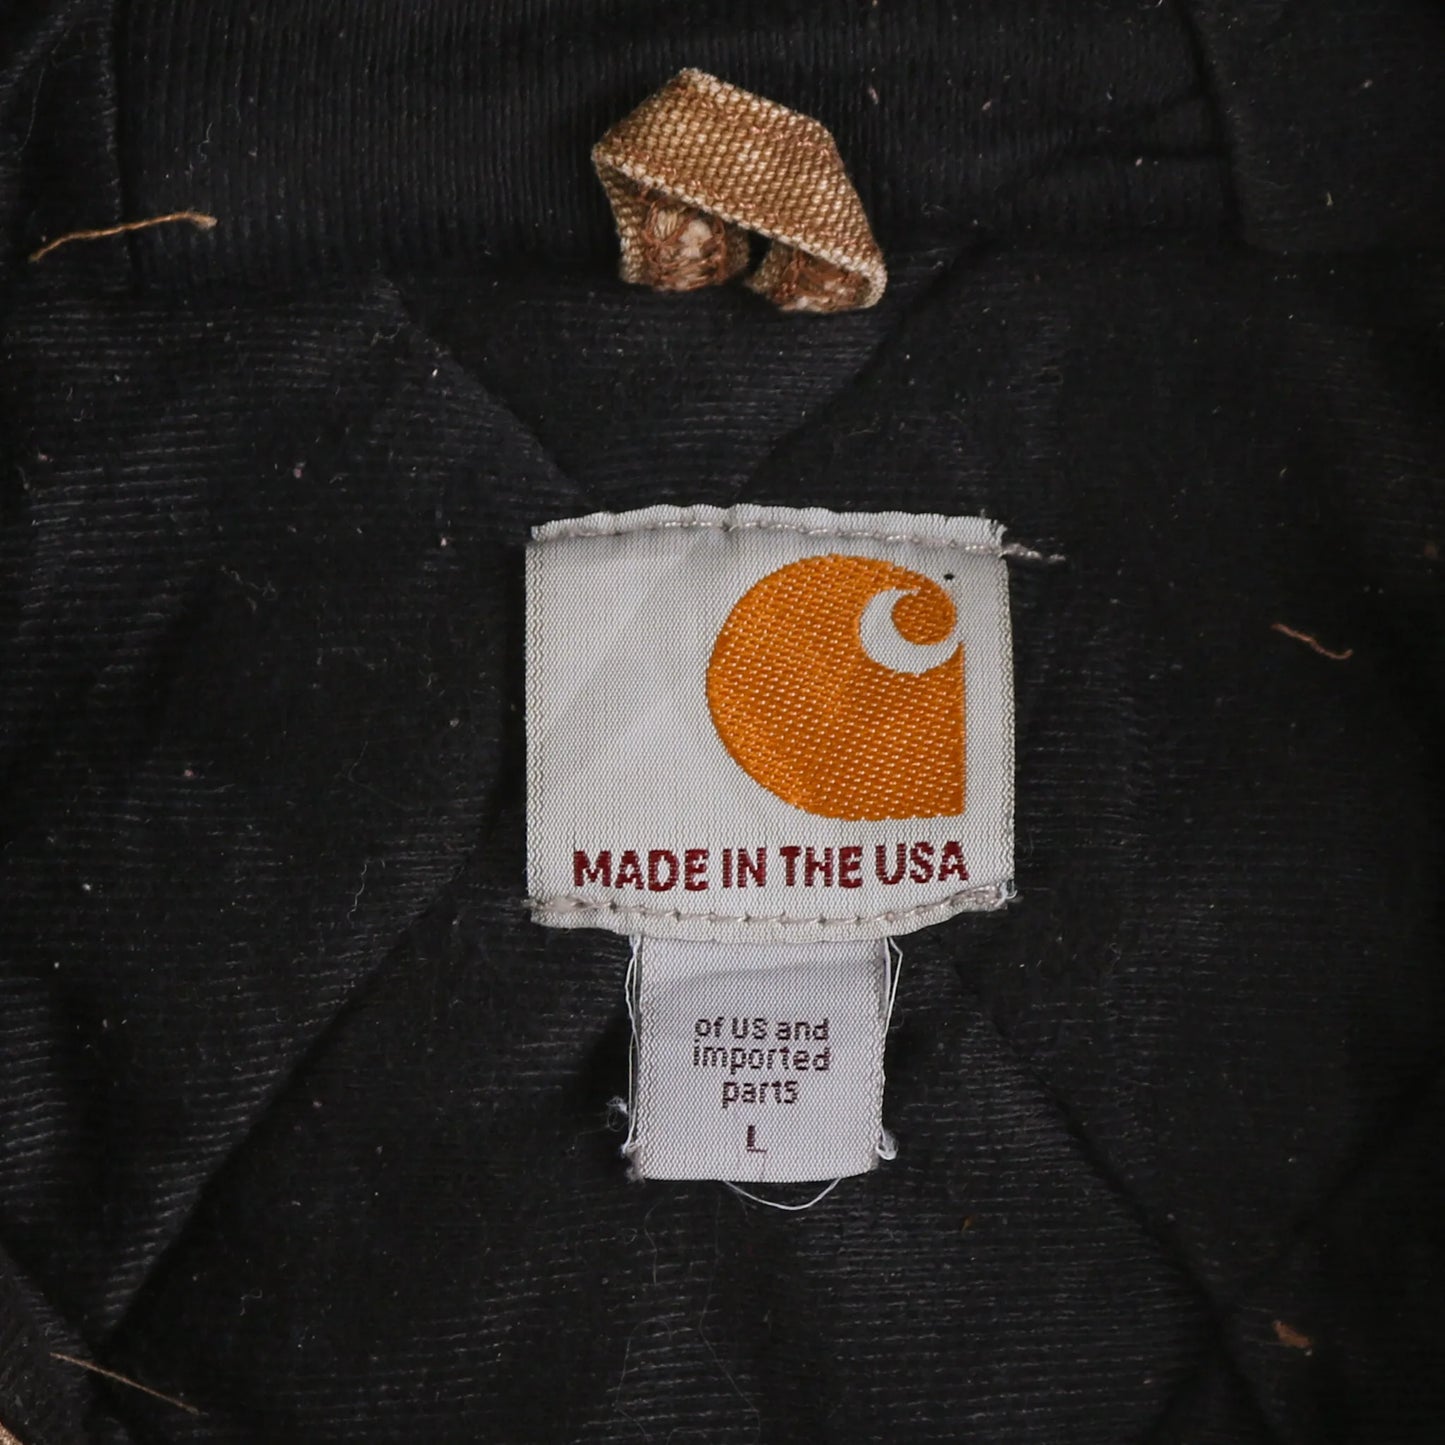 MADE IN THE USA
of US and
imported
parts
L